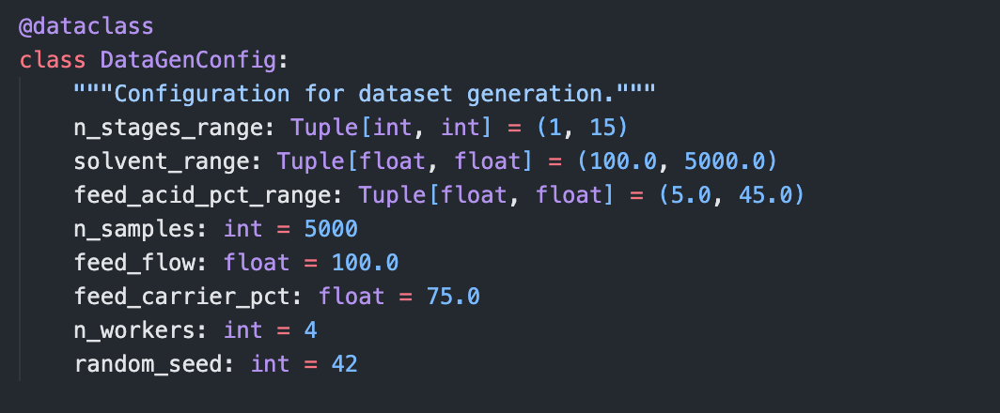 @dataclass
class DataGenConfig:
    """Configuration for dataset generation."""
    n_stages_range: Tuple[int, int] = (1, 15)
    solvent_range: Tuple[float, float] = (100.0, 5000.0)
    feed_acid_pct_range: Tuple[float, float] = (5.0, 45.0)
    n_samples: int = 5000
    feed_flow: float = 100.0
    feed_carrier_pct: float = 75.0
    n_workers: int = 4
    random_seed: int = 42